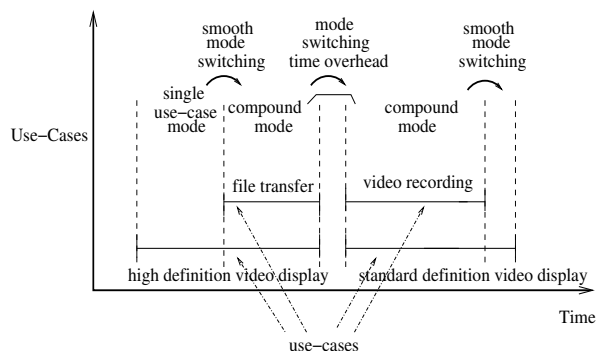 smooth
mode
switching
mode
switching
time overhead
smooth
mode
switching
single
use−case
mode
compound
mode
compound
mode
Use−Cases
file transfer
video recording
high definition video display
standard definition video display
Time
use−cases